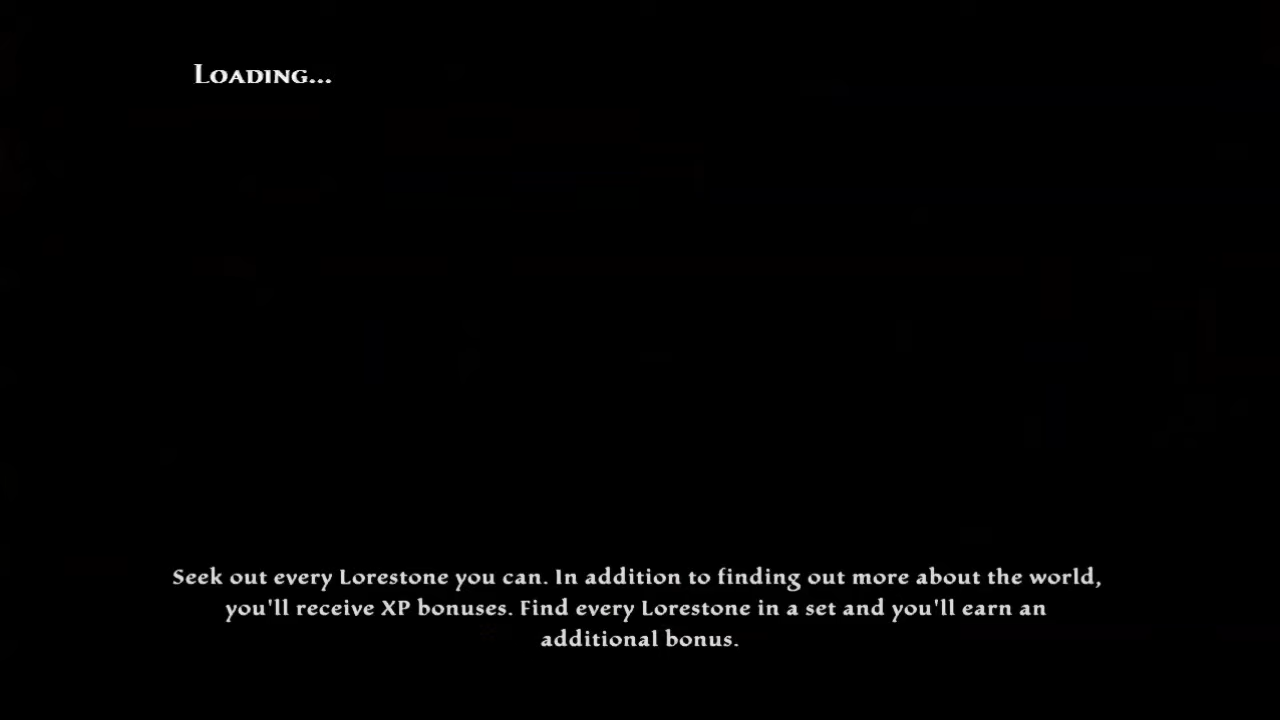 Loading...
Seek out every Lorestone you can. In addition to finding out more about the world,
you'll receive XP bonuses. Find every Lorestone in a set and you'll earn an
additional bonus.